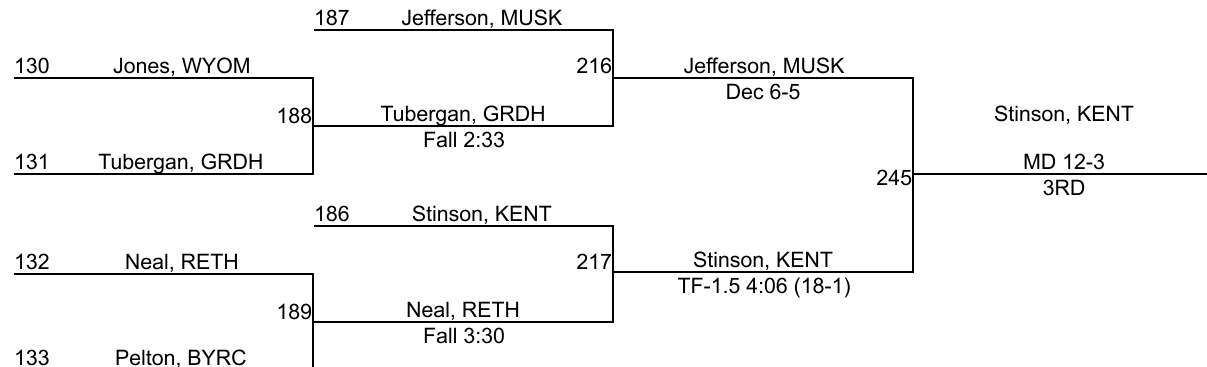 187 Jefferson, MUSK
130 Jones, WYOM
216 Jefferson, MUSK
Dec 6-5
188 Tubergan, GRDH
Fall 2:33
Stinson, KENT
131 Tubergan, GRDH
MD 12-3
245
3RD
186 Stinson, KENT
132 Neal, RETH
217 Stinson, KENT
TF-1.5 4:06 (18-1)
189 Neal, RETH
Fall 3:30
133 Pelton, BYRC